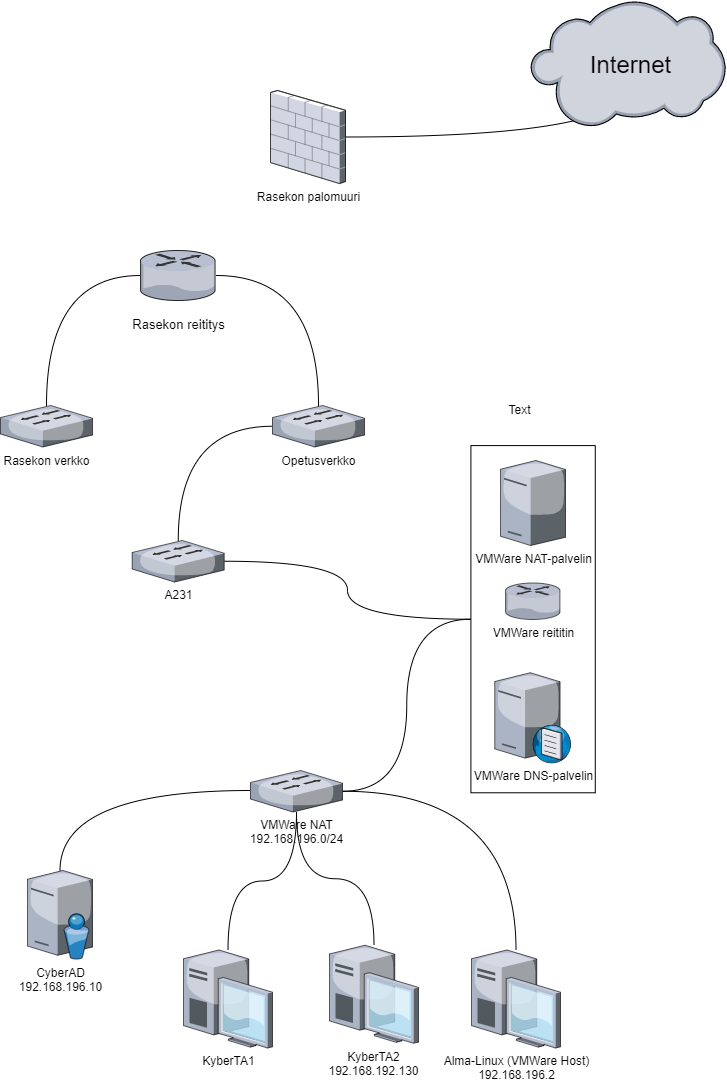 Internet
Rasekon palomuuri
Rasekon reititys
Rasekon verkko
Opetusverkko
Text
VMWare NAT-palvelin
A231
VMWare reititin
VMWare DNS-palvelin
VMWare NAT
192.168.196.0/24
CyberAD
192.168.196.10
KyberTA1
KyberTA2
192.168.192.130
Alma-Linux (VMWare Host)
192.168.196.2